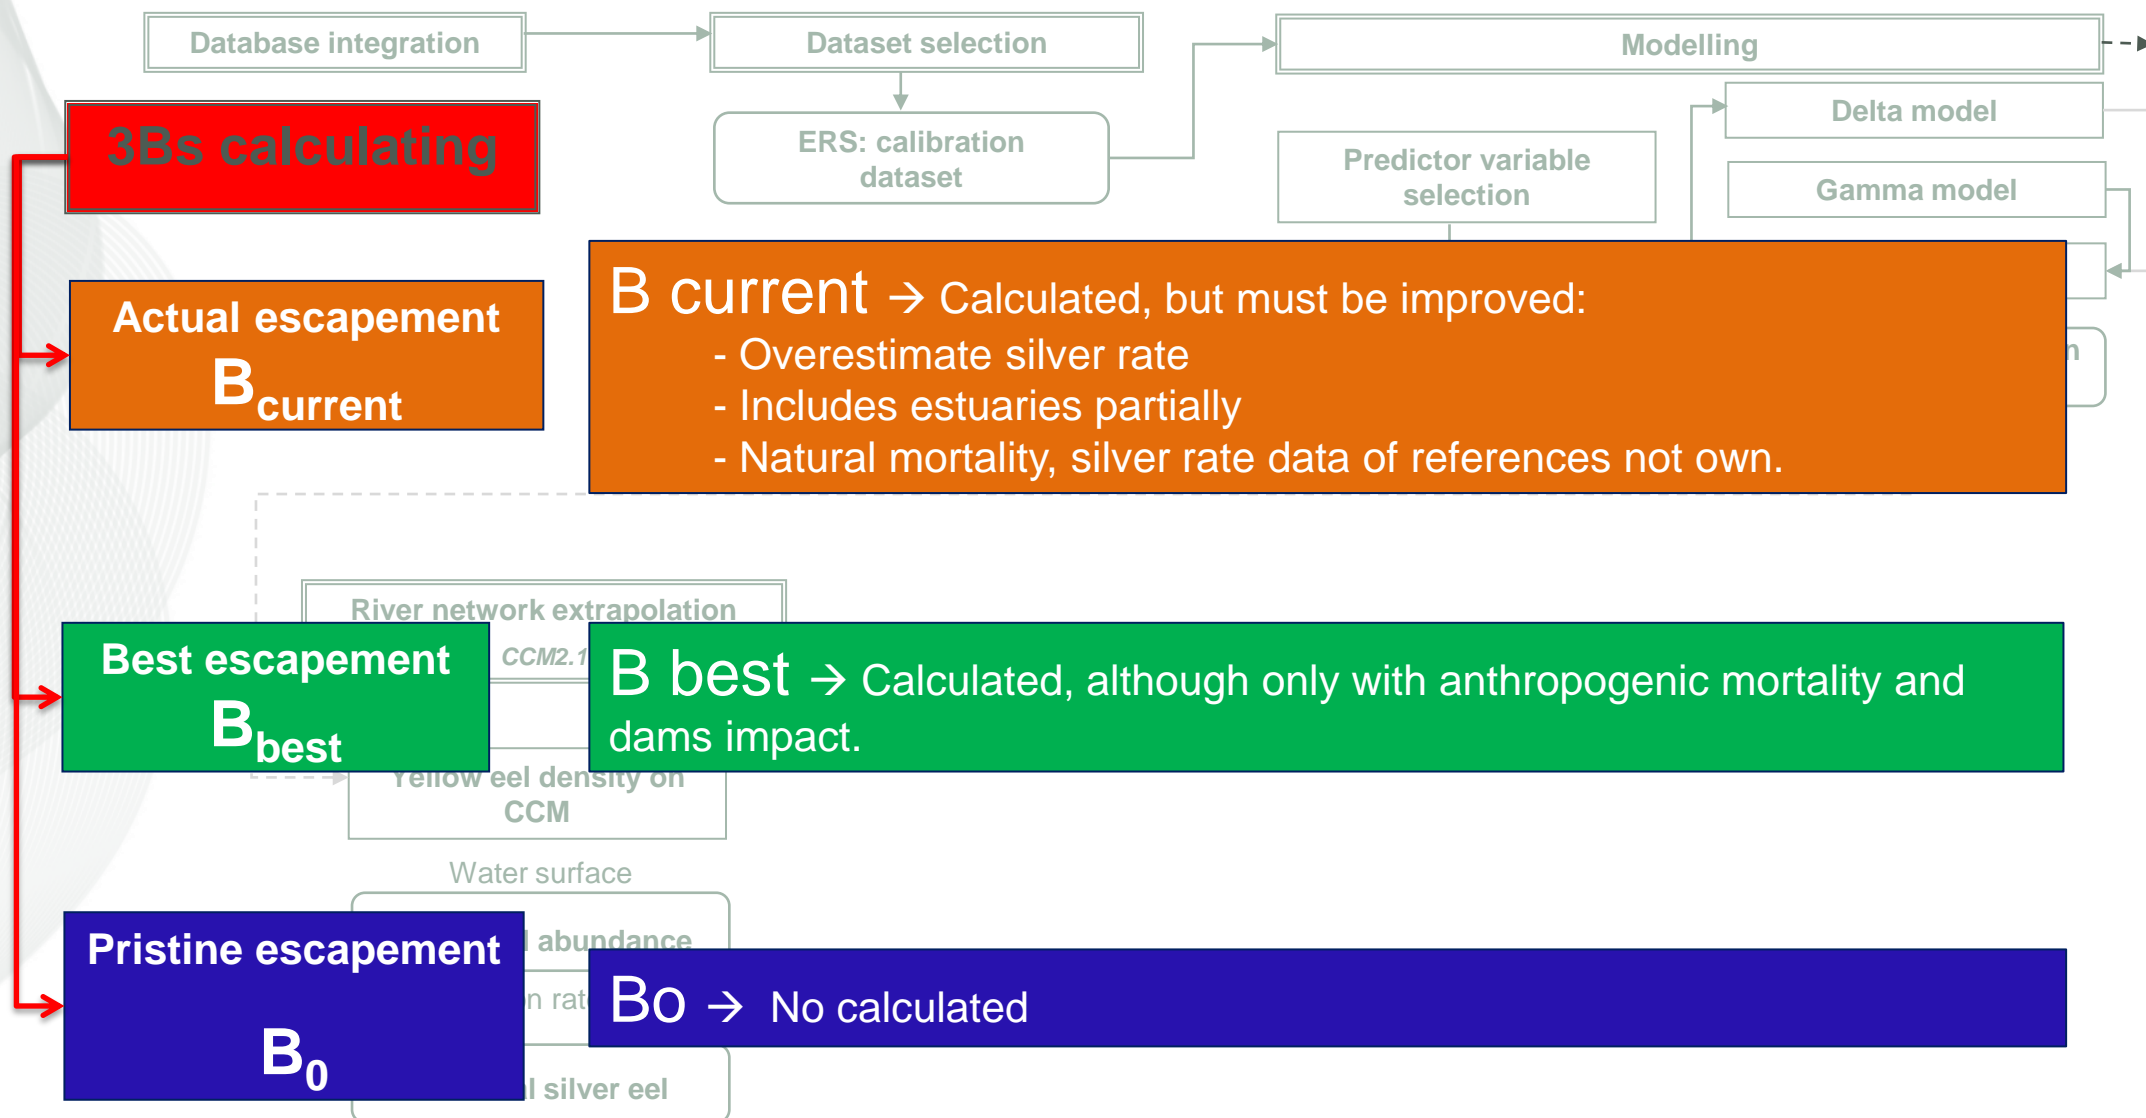 Database integration
Dataset selection
Modelling
3Bs calculating
ERS: calibration
dataset
Predictor variable
selection
Delta model
Gamma model
Actual escapement
Bcurrent
B current → Calculated, but must be improved:
- Overestimate silver rate
- Includes estuaries partially
- Natural mortality, silver rate data of references not own.
n
River network extrapolation
CCM2.1
Best escapement
Bbest
B best → Calculated, although only with anthropogenic mortality and
dams impact.
Yellow eel density on
CCM
Water surface
Pristine escapement
B0
abundance
Bo → No calculated
silver eel